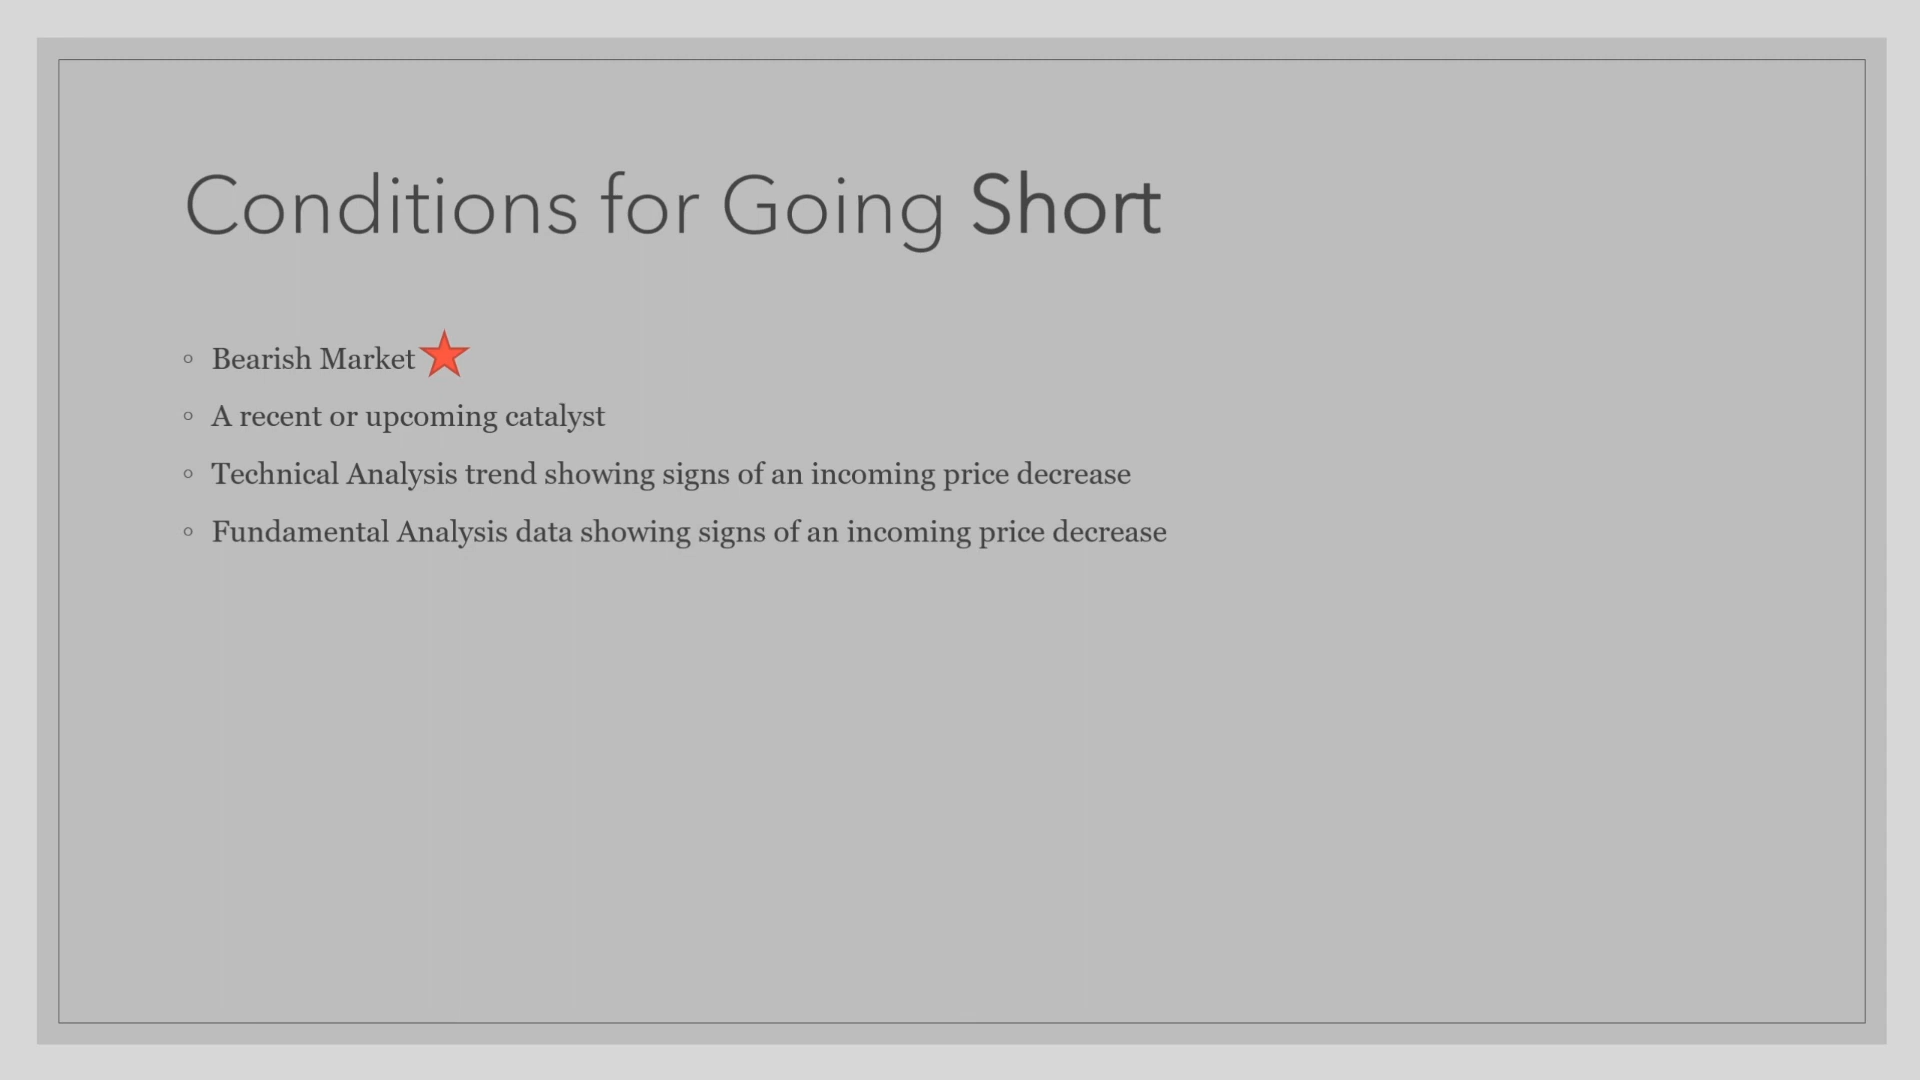 Conditions for Going Short
Bearish Market
A recent or upcoming catalyst
Technical Analysis trend showing signs of an incoming price decrease
Fundamental Analysis data showing signs of an incoming price decrease